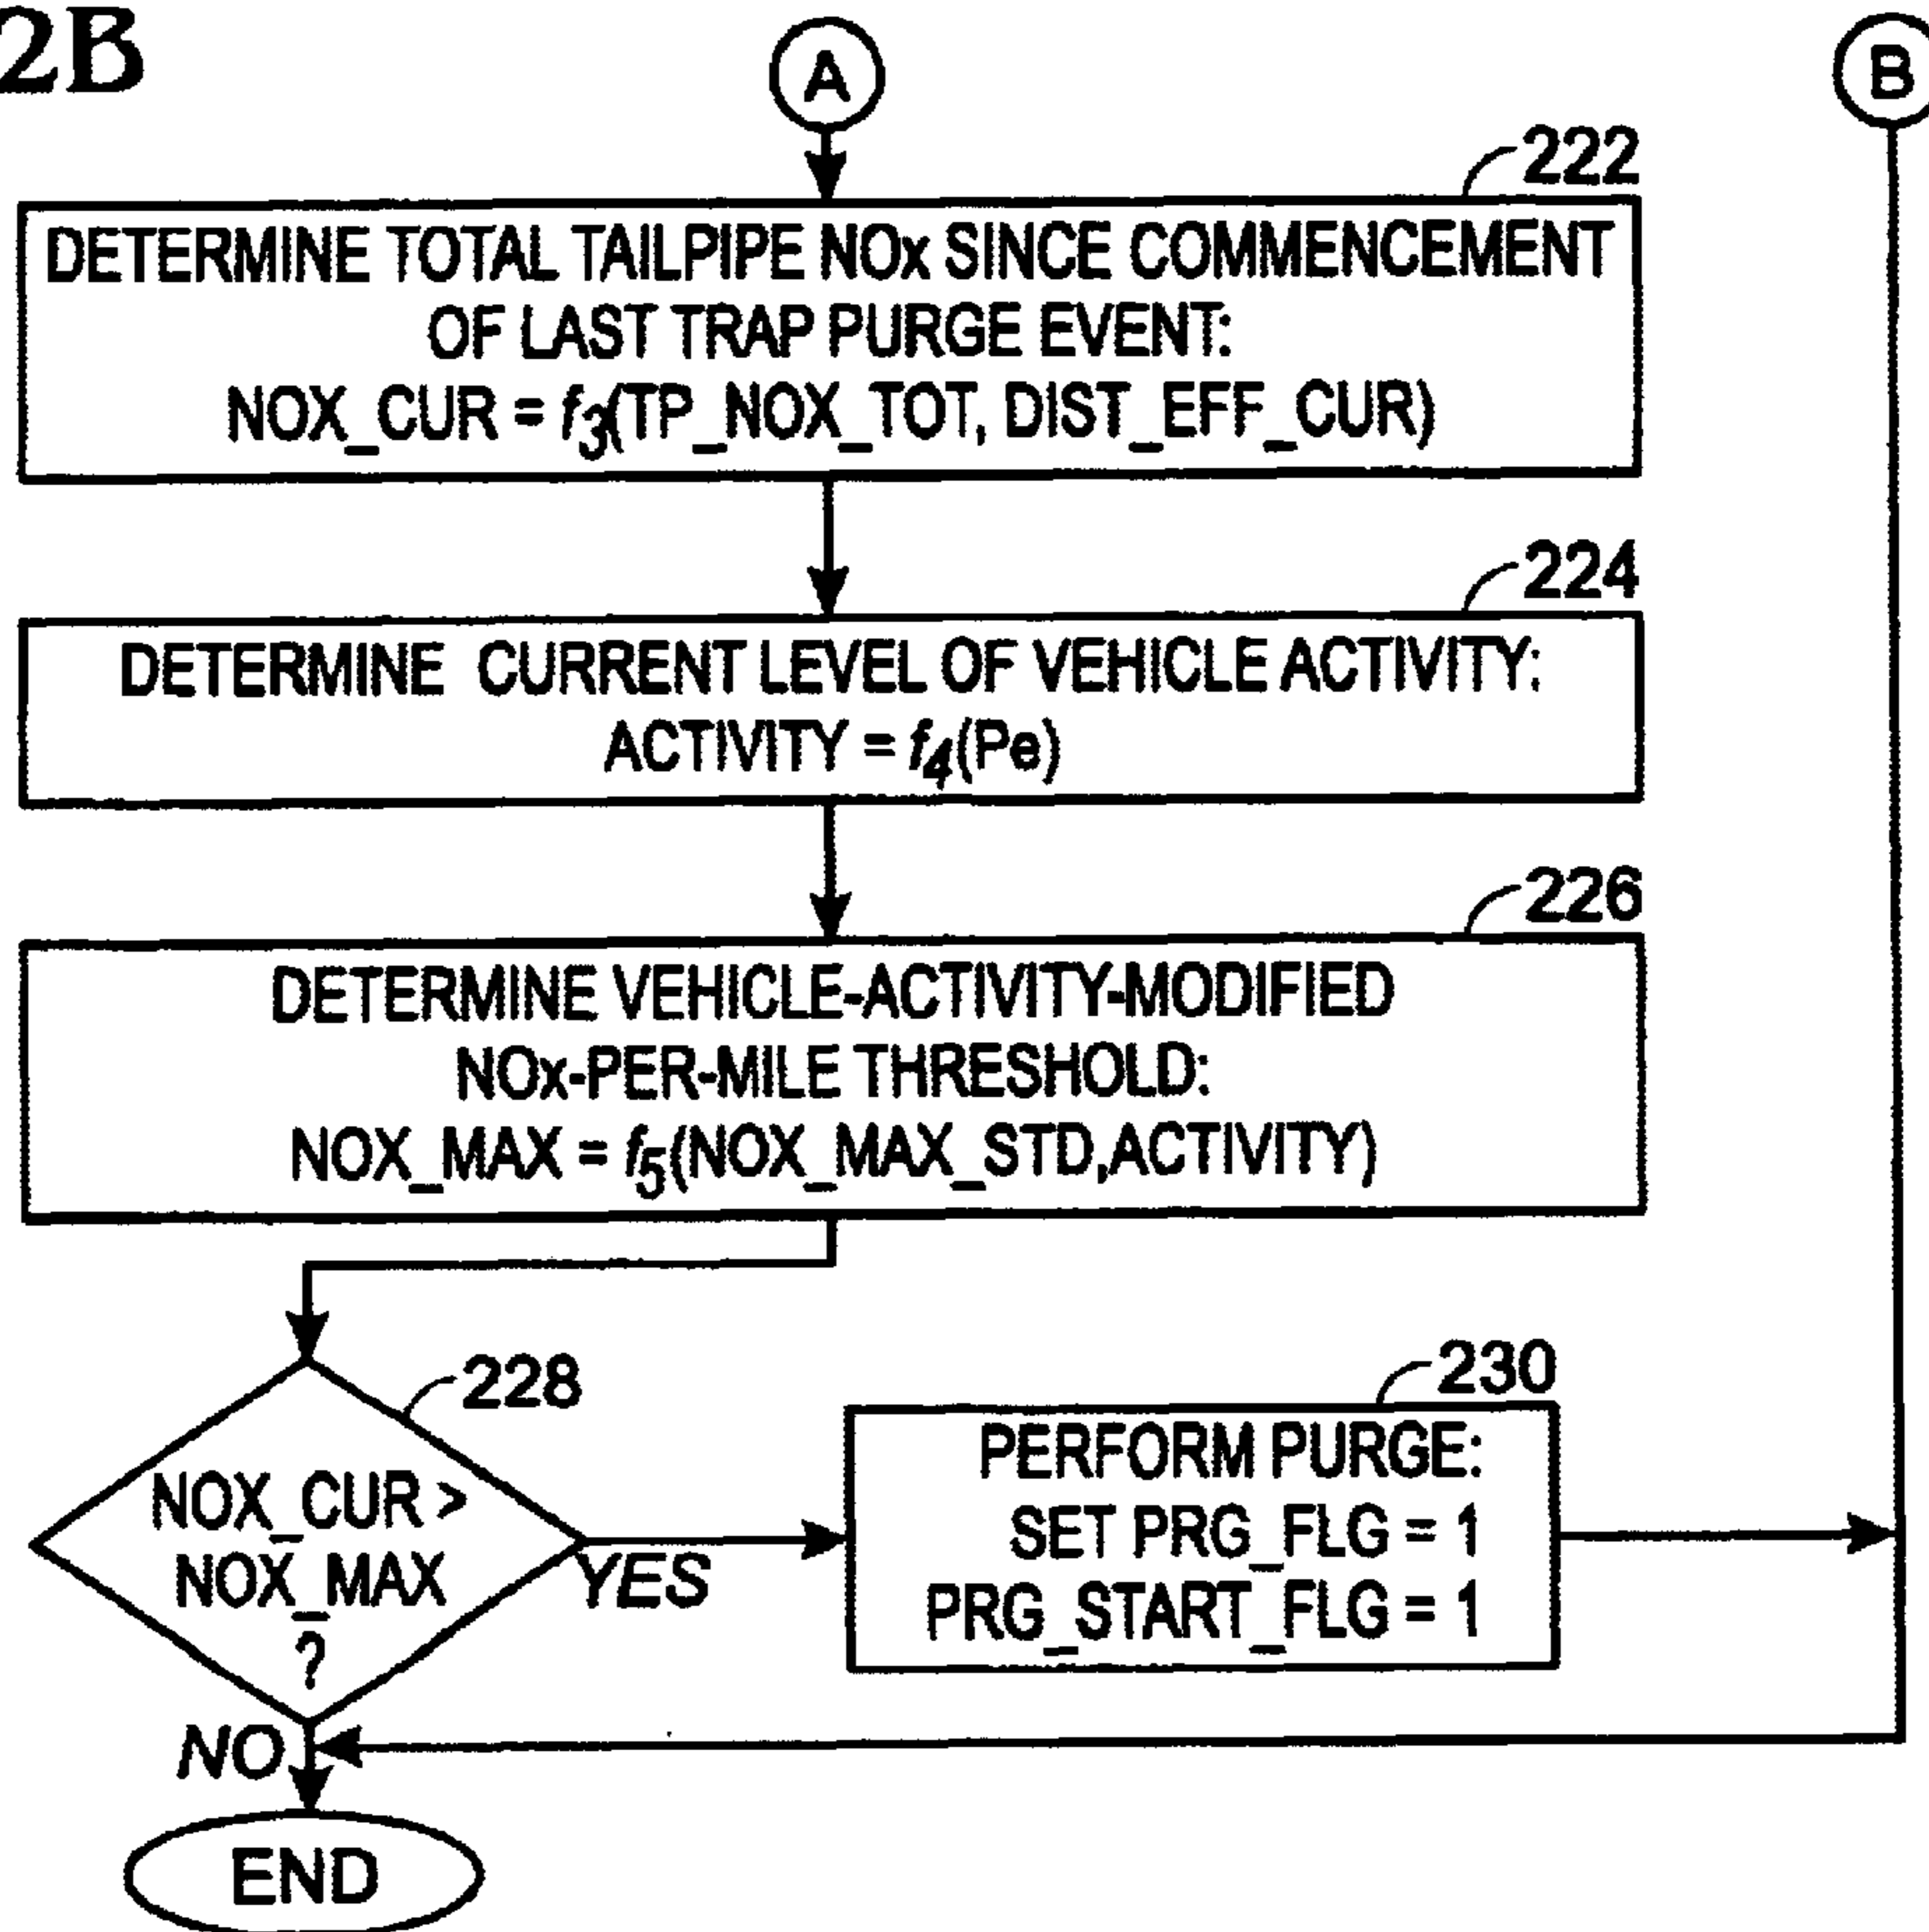 2B
A
B
222
DETERMINE TOTAL TAILPIPE NOx SINCE COMMENCEMENT
OF LAST TRAP PURGE EVENT:
NOX_CUR = f3(TP_NOX_TOT, DIST_EFF_CUR)
224
DETERMINE CURRENT LEVEL OF VEHICLE ACTIVITY:
ACTIVITY = f4(Pe)
226
DETERMINE VEHICLE-ACTIVITY-MODIFIED
NOx-PER-MILE THRESHOLD:
NOX_MAX = f5(NOX_MAX_STD,ACTIVITY)
228
NOX_CUR >
NOX_MAX
?
YES
NO
230
PERFORM PURGE:
SET PRG_FLG = 1
PRG_START_FLG = 1
END